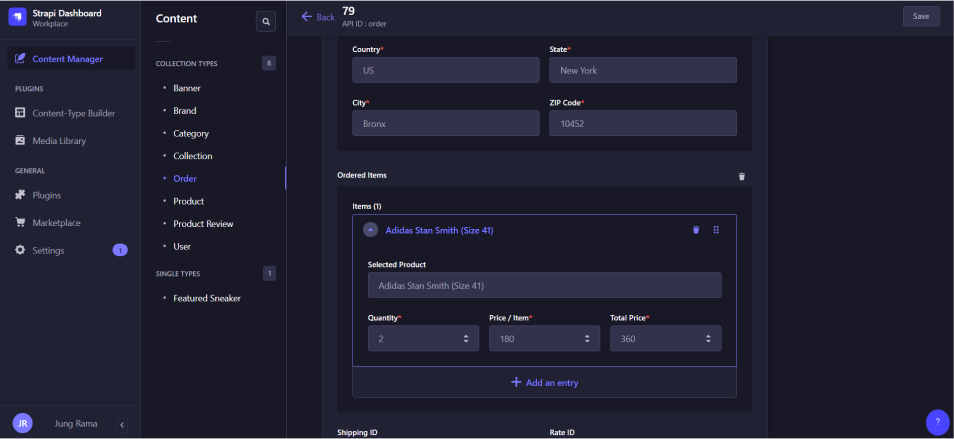 Strapi Dashboard
Workplace
Content Manager
PLUGINS
Content-Type Builder
Media Library
GENERAL
Plugins
Marketplace
Settings
1
JR
Jung Rama
Content
COLLECTION TYPES
8
Banner
Brand
Category
Collection
Order
Product
Product Review
User
SINGLE TYPES
1
Featured Sneaker
Back
79
API ID : order
Save
Country*
State*
US
New York
City*
ZIP Code*
Bronx
10452
Ordered Items
Items (1)
Adidas Stan Smith (Size 41)
Selected Product
Adidas Stan Smith (Size 41)
Quantity*
Price / Item*
Total Price*
2
180
360
Add an entry
Shipping ID
Rate ID
?